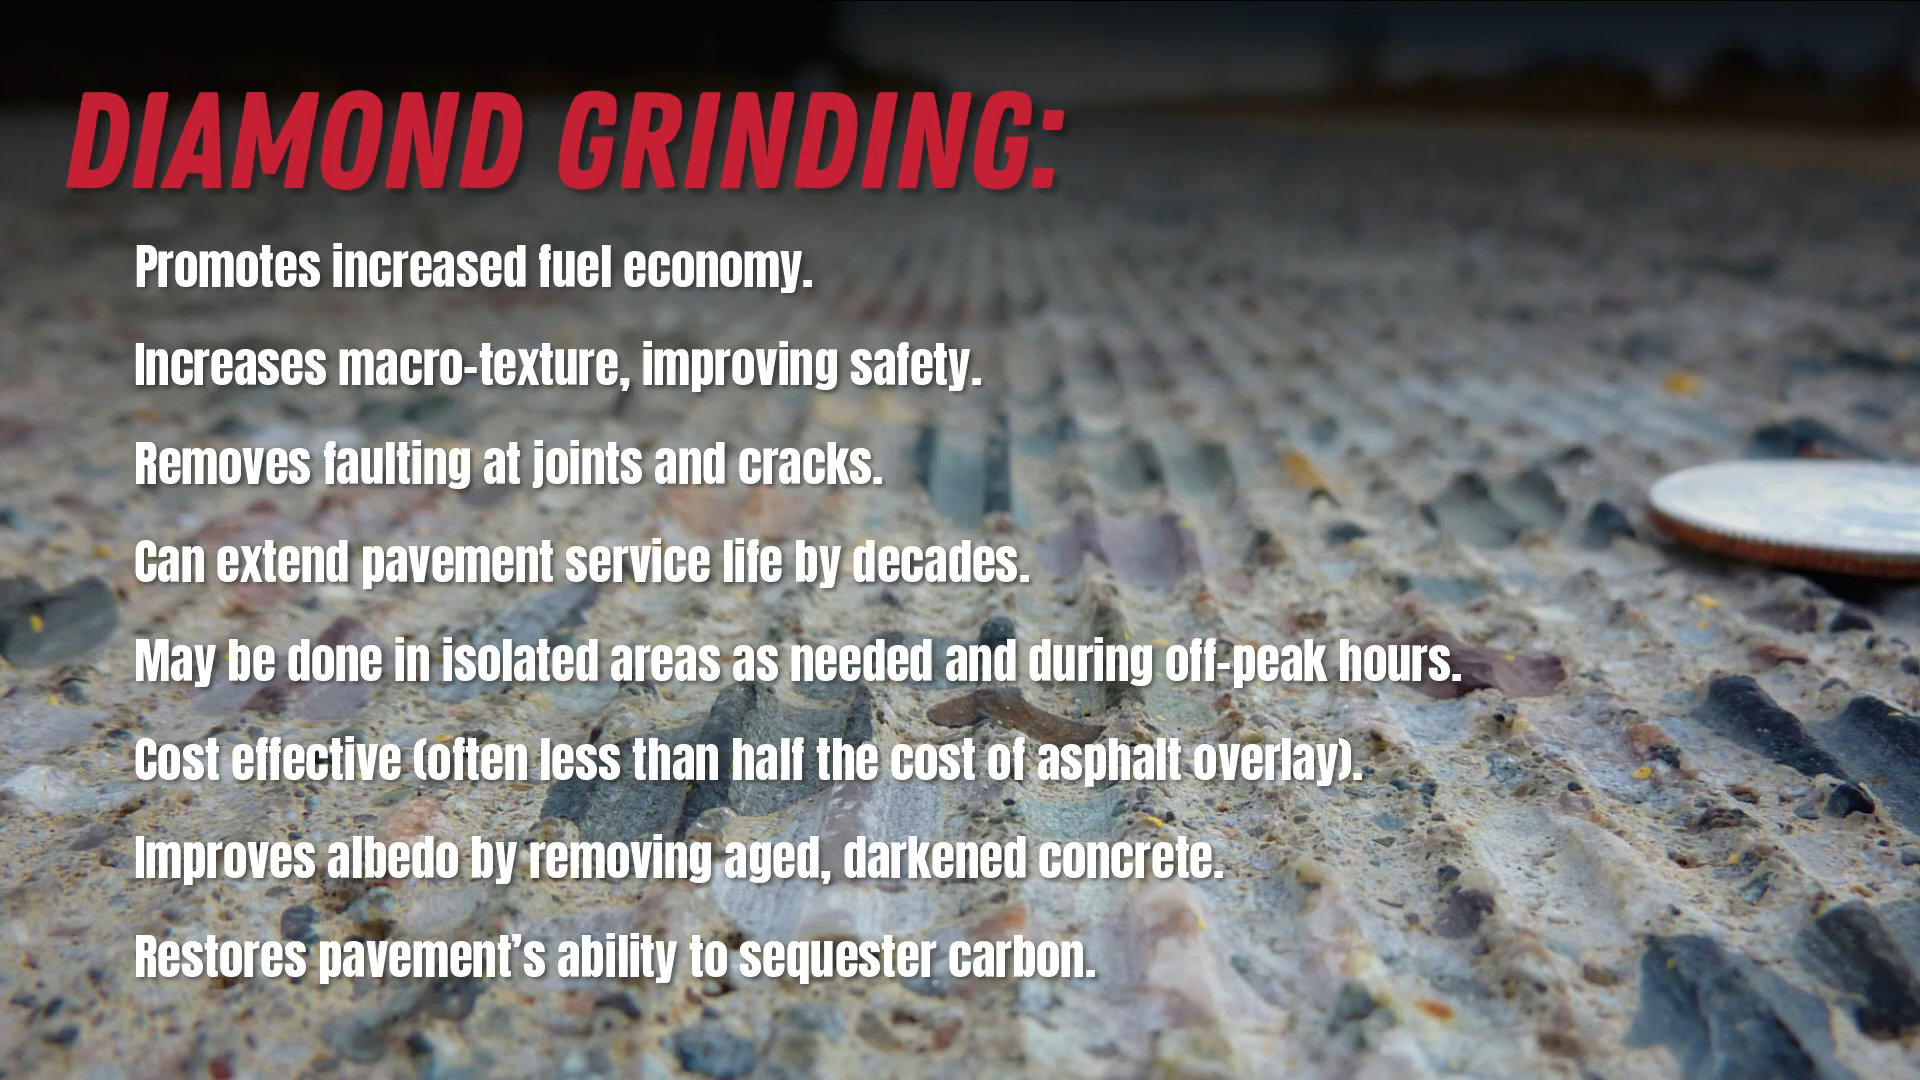 DIAMOND GRINDING:
Promotes increased fuel economy.
Increases macro-texture, improving safety.
Removes faulting at joints and cracks.
Can extend pavement service life by decades.
May be done in isolated areas as needed and during off-peak hours.
Cost effective (often less than half the cost of asphalt overlay).
Improves albedo by removing aged, darkened concrete.
Restores pavement’s ability to sequester carbon.